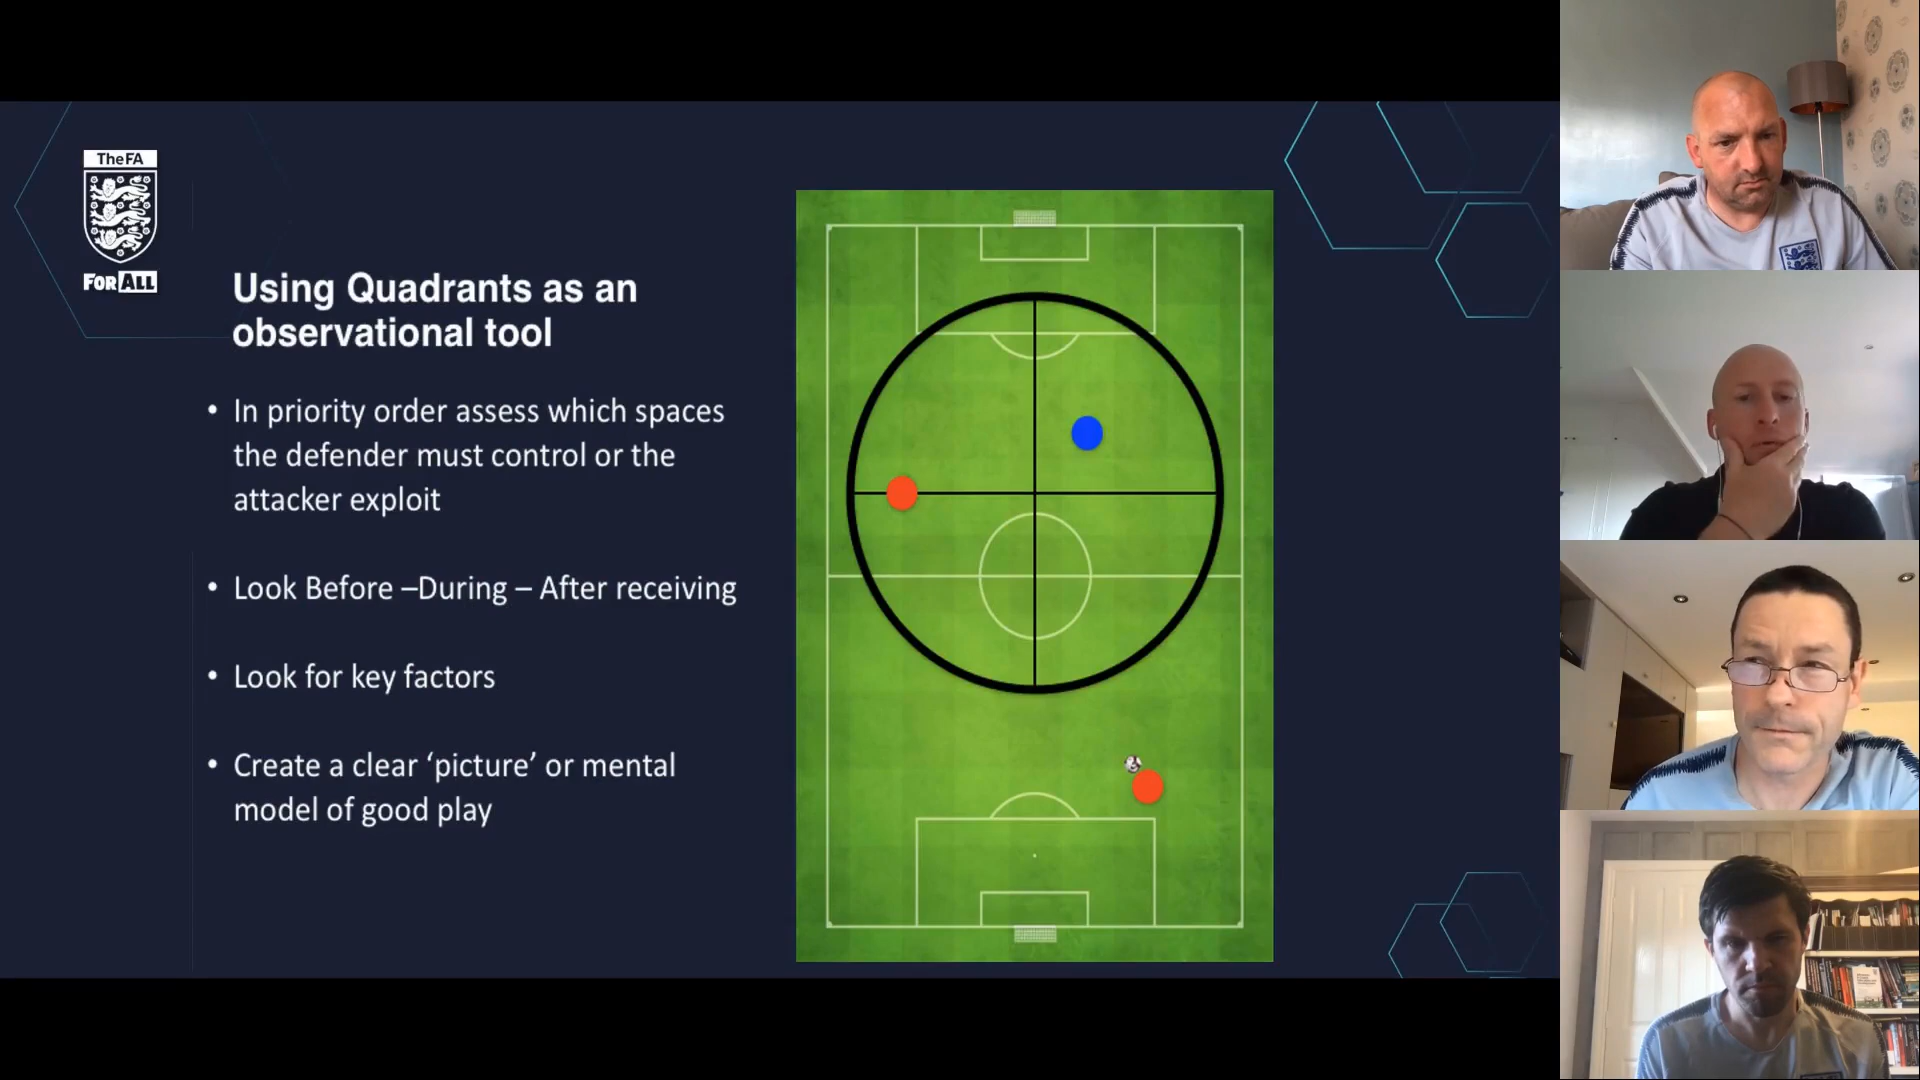 TheFA
FOR ALL
Using Quadrants as an
observational tool
• In priority order assess which spaces
the defender must control or the
attacker exploit
• Look Before –During – After receiving
• Look for key factors
• Create a clear ‘picture’ or mental
model of good play